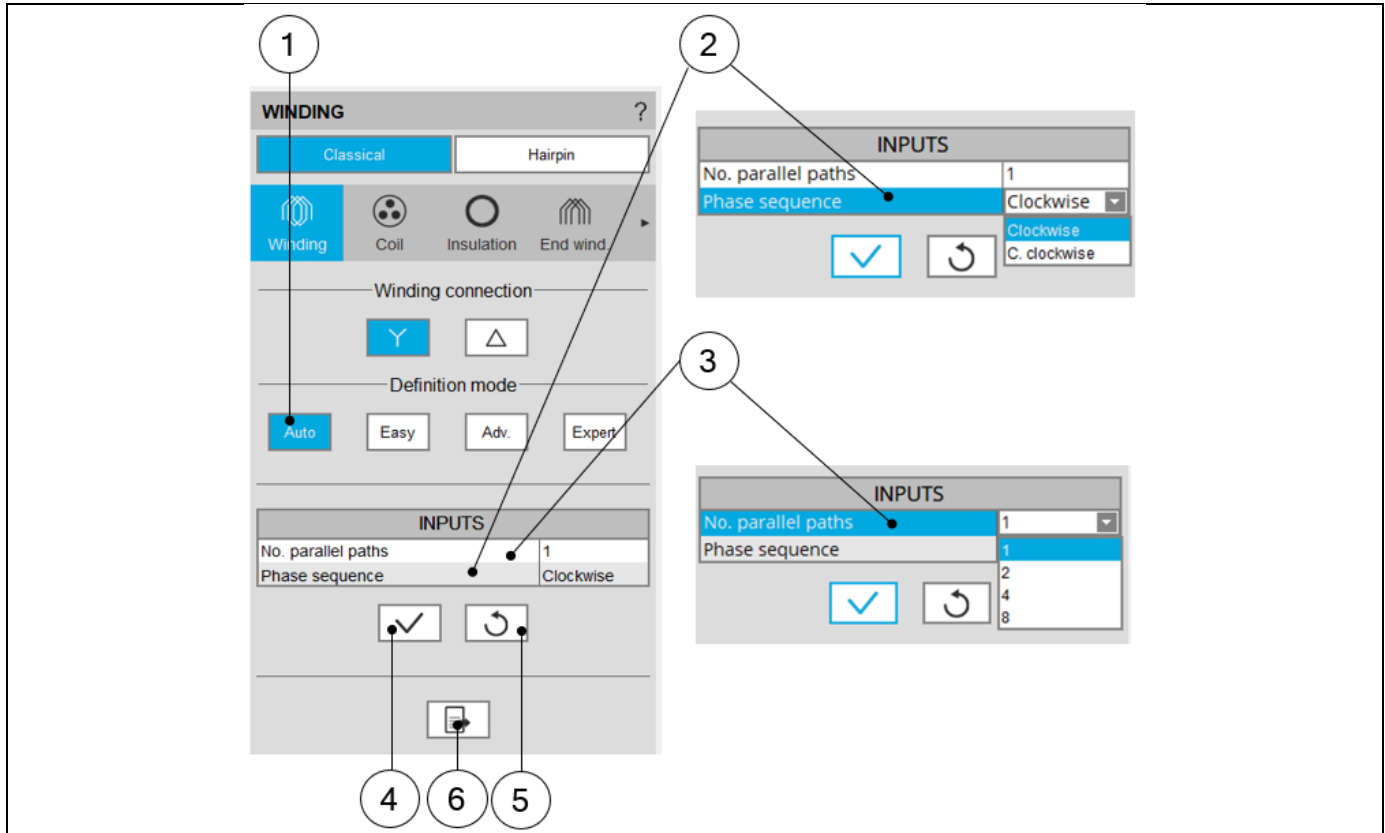 1
2
WINDING ?
Classical Hairpin
Winding Coil Insulation End wind.
Winding connection
Definition mode
Auto Easy Adv. Expert
INPUTS
No. parallel paths 1
Phase sequence Clockwise
4
6
5
INPUTS
No. parallel paths 1
Phase sequence Clockwise
Clockwise
C. clockwise
3
INPUTS
No. parallel paths 1
Phase sequence 1
2
4
8